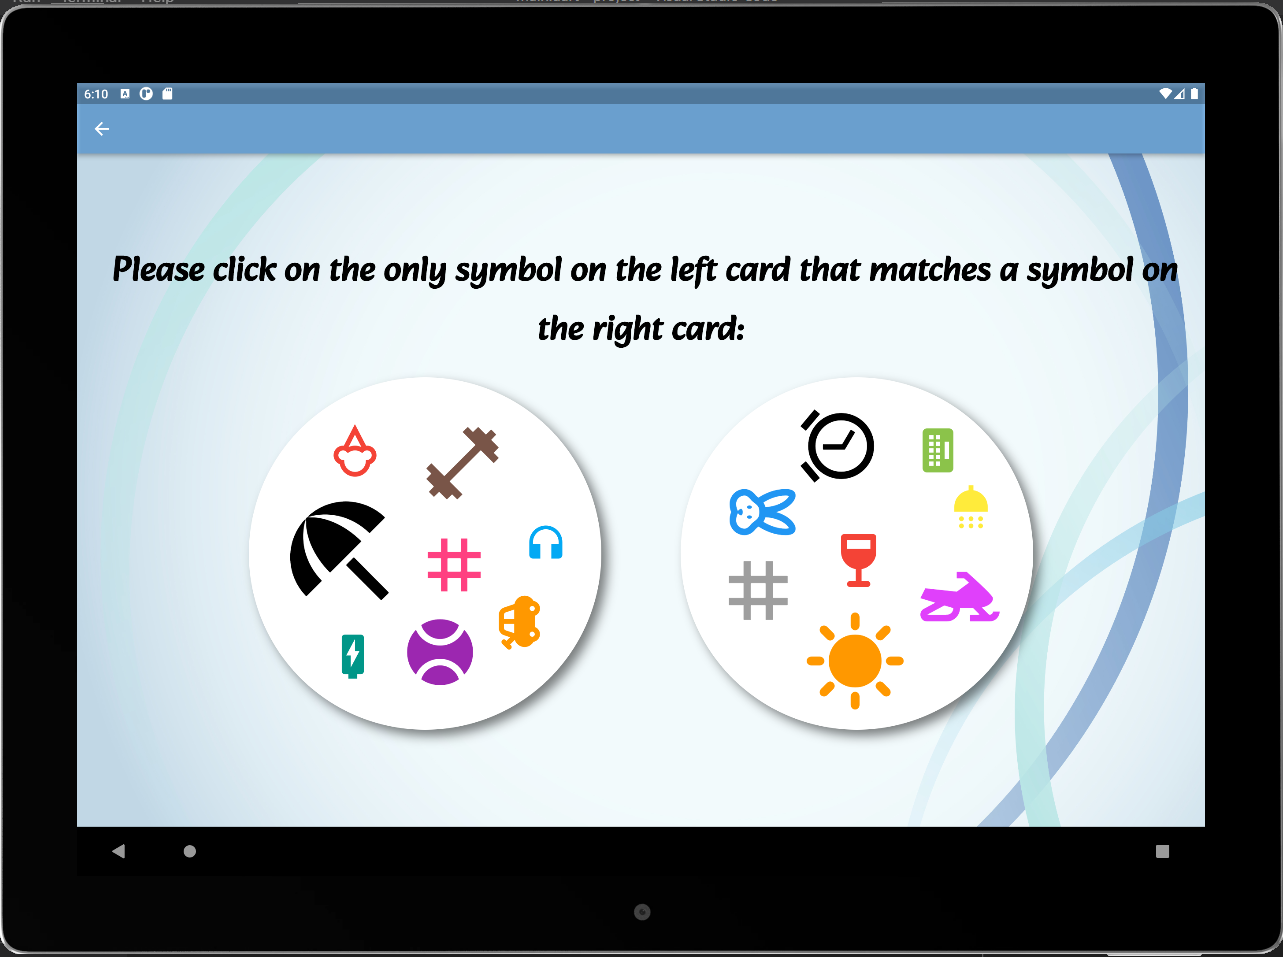 6:10
Please click on the only symbol on the left card that matches a symbol on
the right card: